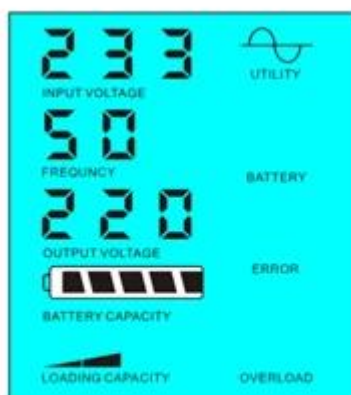 233
INPUT VOLTAGE
UTILITY
50
FREQUNCY
BATTERY
220
OUTPUT VOLTAGE
ERROR
BATTERY CAPACITY
LOADING CAPACITY
OVERLOAD